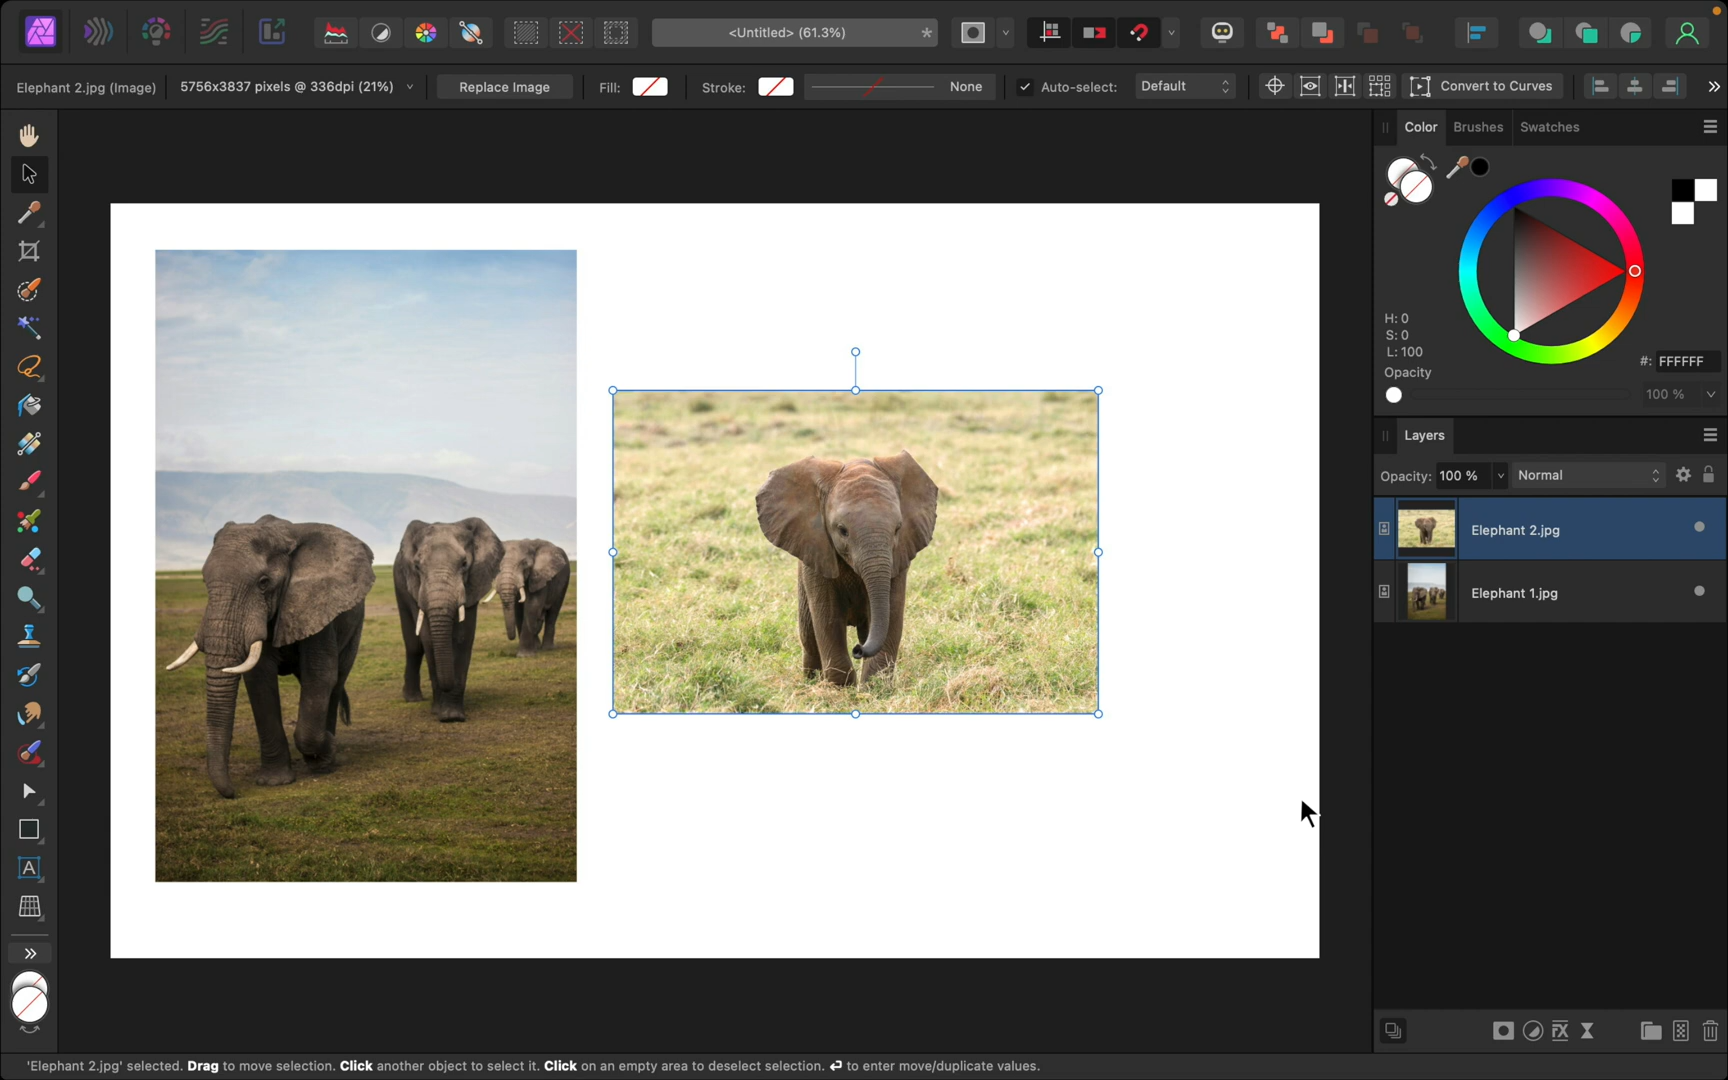 <Untitled> (61.3%)
*
Elephant 2.jpg (Image)
5756x3837 pixels @ 336dpi (21%)
Replace Image
Fill:
Stroke:
None
Auto-select:
Default
Convert to Curves
Color
Brushes
Swatches
H: 0
S: 0
L: 100
#: FFFFFF
Opacity
100 %
Layers
Opacity: 100 %
Normal
Elephant 2.jpg
Elephant 1.jpg
A
FX
'Elephant 2.jpg' selected. Drag to move selection. Click another object to select it. Click on an empty area to deselect selection. ⏎ to enter move/duplicate values.